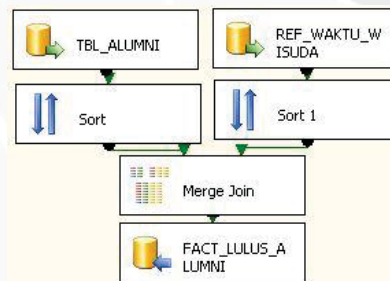 TBL_ALUMNI
REF_WAKTU_W
ISUDA
Sort
Sort 1
Merge Join
FACT_LULUS_A
LUMNI